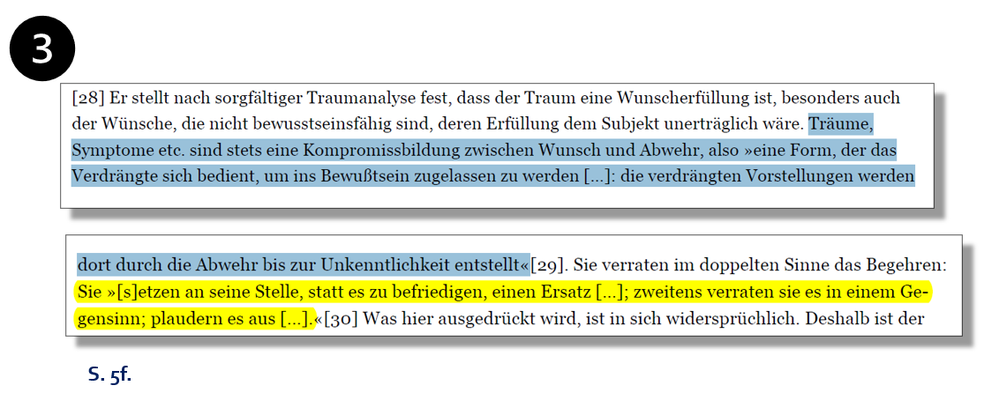 3
[28] Er stellt nach sorgfältiger Traumanalyse fest, dass der Traum eine Wunscherfüllung ist, besonders auch
der Wünsche, die nicht bewusstseinsfähig sind, deren Erfüllung dem Subjekt unerträglich wäre. Träume,
Symptome etc. sind stets eine Kompromissbildung zwischen Wunsch und Abwehr, also »eine Form, der das
Verdrängte sich bedient, um ins Bewußtsein zugelassen zu werden [...]: die verdrängten Vorstellungen werden
dort durch die Abwehr bis zur Unkenntlichkeit entstellt«[29]. Sie verraten im doppelten Sinne das Begehren:
Sie »[s]etzen an seine Stelle, statt es zu befriedigen, einen Ersatz [...]; zweitens verraten sie es in einem Ge-
gensinn; plaudern es aus [...].«[30] Was hier ausgedrückt wird, ist in sich widersprüchlich. Deshalb ist der
S. 5f.